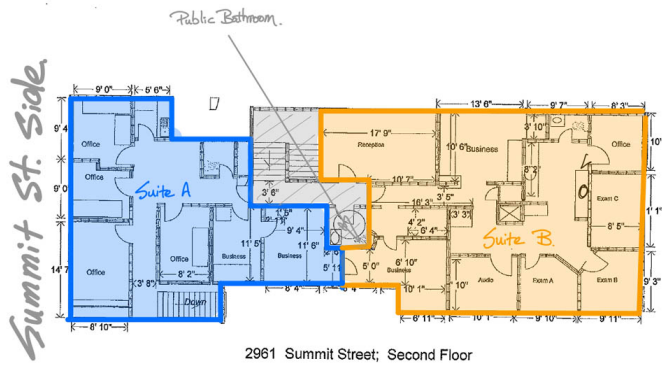 Public Bathroom.
Summit St. Side.
9' 0"
5' 6"
13' 6"
9' 7"
8' 3"
9' 4
Office
17' 9"
Reception
10' 6"
Business
3' 10"
Office
10'
8' 2"
Office
9' 0"
Suite A
3' 6"
10' 7"
3' 5"
16' 3"
Exam C
1' 1"
8' 5"
9' 4"
11' 6"
4' 2"
6' 4"
3' 3"
Suite B.
14' 7
Office
Office
8' 2"
3' 8"
11' 5"
Business
Business
5' 11
5' 0"
6' 10"
Business
10' 1"
Audio
Exam A
Exam B
9' 3"
10"
Down
8' 4"
6' 10"
6' 11"
10' 1"
9' 10"
9' 11"
2961 Summit Street; Second Floor